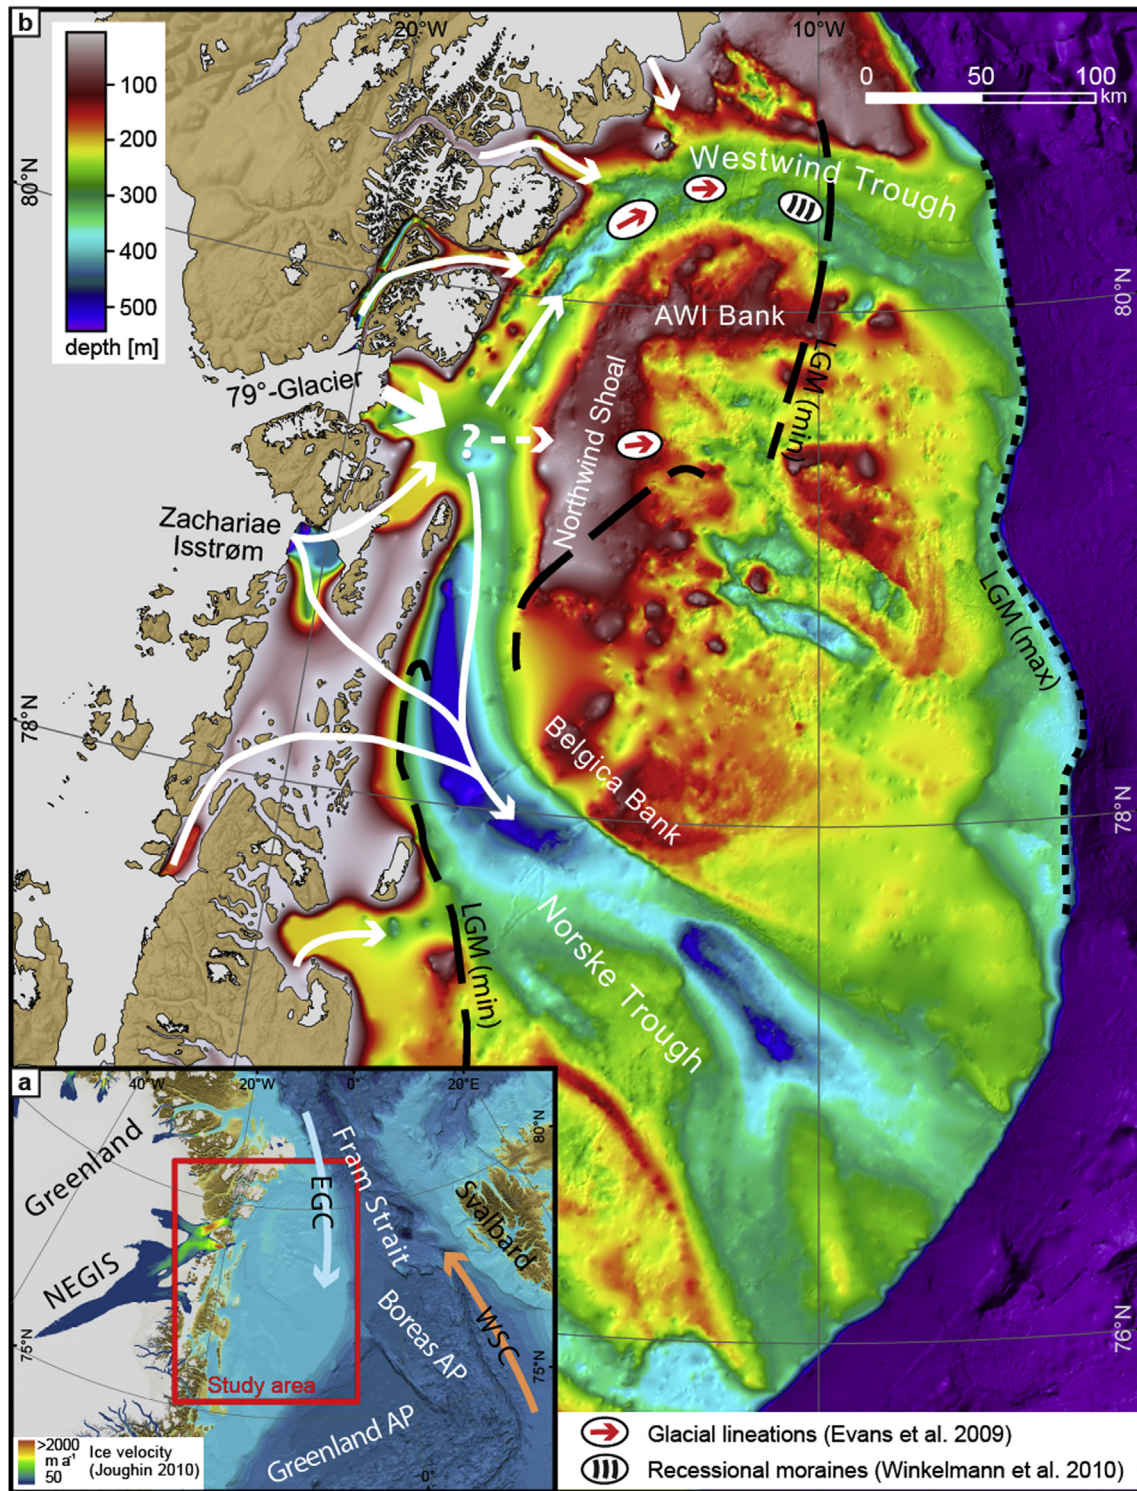 b
20°W
10°W
100
200
300
400
500
depth [m]
0
50
100
km
80°N
Westwind Trough
80°N
AWI Bank
79°-Glacier
LGM (min)
Northwind Shoal
?
Zachariae
Isstrøm
LGM (max)
78°N
Belgica Bank
78°N
LGM (min)
Norske Trough
76°N
a
40°W
20°W
0°
20°E
80°N
Greenland
Fram Strait
EGC
Svalbard
NEGIS
WSC
Boreas AP
75°N
75°N
Study area
Greenland AP
0°
>2000
m a⁻¹
50
Ice velocity
(Joughin 2010)
Glacial lineations (Evans et al. 2009)
Recessional moraines (Winkelmann et al. 2010)